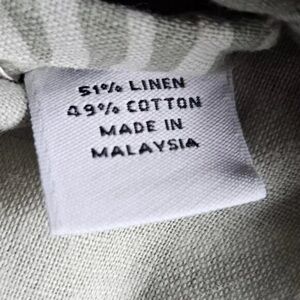 51% LINEN
49% COTTON
MADE IN
MALAYSIA